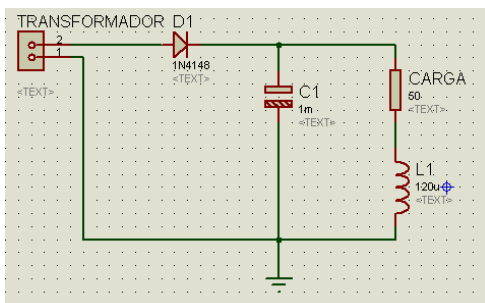 TRANSFORMADOR
D1
2
1
1N4148
<TEXT>
<TEXT>
C1
1m
<TEXT>
CARGA
50
<TEXT>
L1
120u
<TEXT>